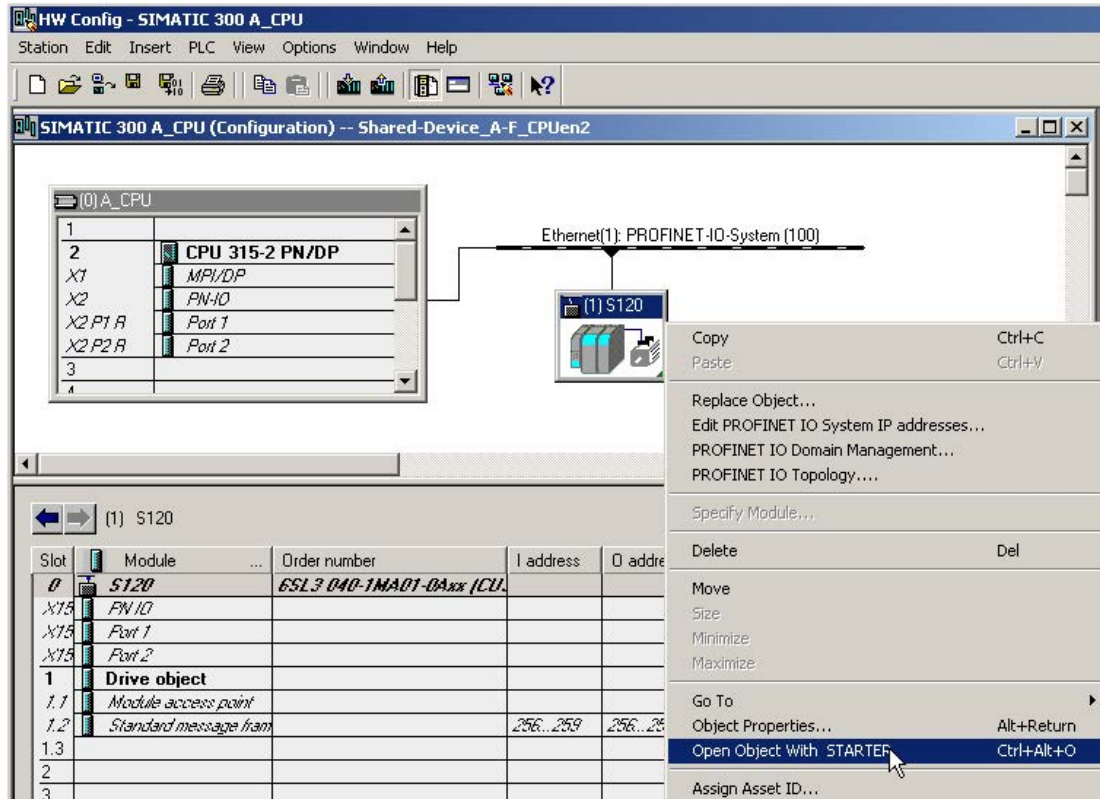 HW Config - SIMATIC 300 A_CPU
Station Edit Insert PLC View Options Window Help
SIMATIC 300 A_CPU (Configuration) -- Shared-Device_A-F_CPUen2
(0) A_CPU
1
2 CPU 315-2 PN/DP
X1 MPI/DP
X2 PN-IO
X2 P1 R Port 1
X2 P2 R Port 2
3
4
Ethernet(1): PROFINET-IO-System (100)
(1) S120
Copy Ctrl+C
Paste Ctrl+V
Replace Object...
Edit PROFINET IO System IP addresses...
PROFINET IO Domain Management...
PROFINET IO Topology....
Specify Module...
Delete Del
Move
Size
Minimize
Maximize
Go To
Object Properties... Alt+Return
Open Object With STARTER Ctrl+Alt+O
Assign Asset ID...
(1) S120
Slot Module ... Order number I address O addre
0 S120 6SL3 040-1MA01-0Axx (CU.
X15 PN IO
X15 Port 1
X15 Port 2
1 Drive object
1.1 Module access point
1.2 Standard message fram 256...259 256...25
1.3
2
3